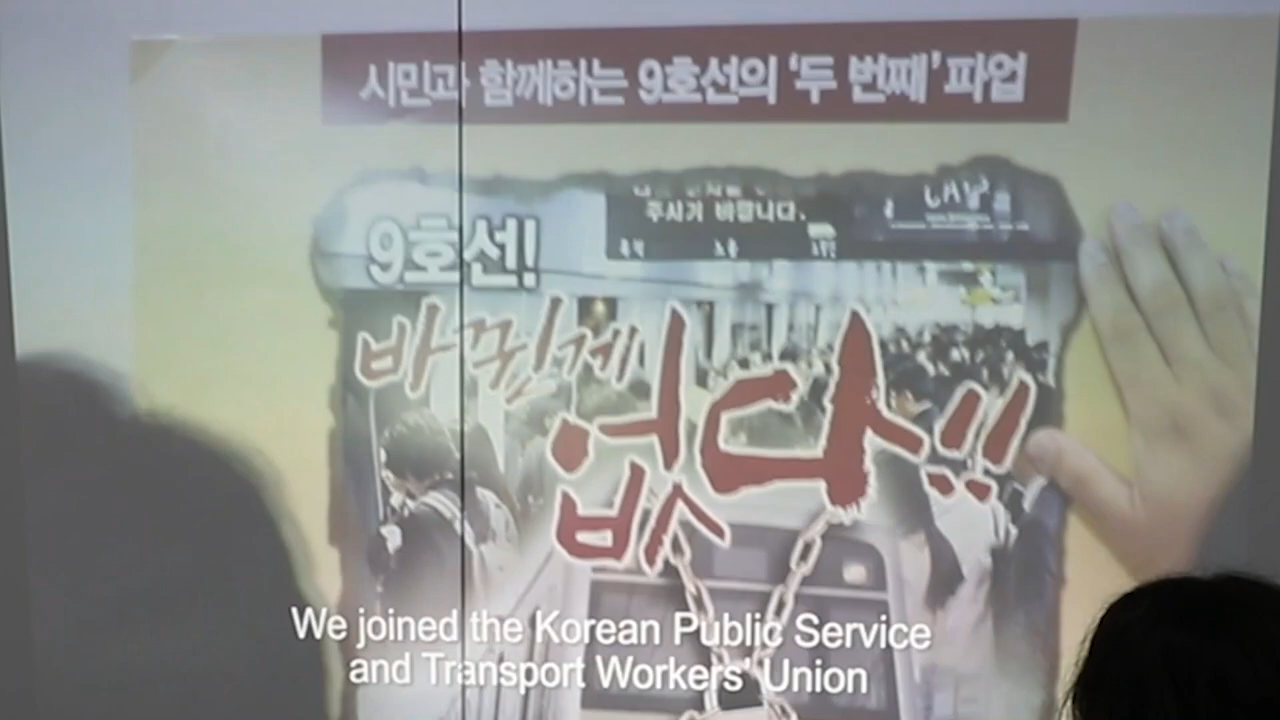 시민과 함께하는 9호선의 '두 번째' 파업
주시기 바랍니다.
9호선!
바뀐게
없다!!
We joined the Korean Public Service
and Transport Workers' Union